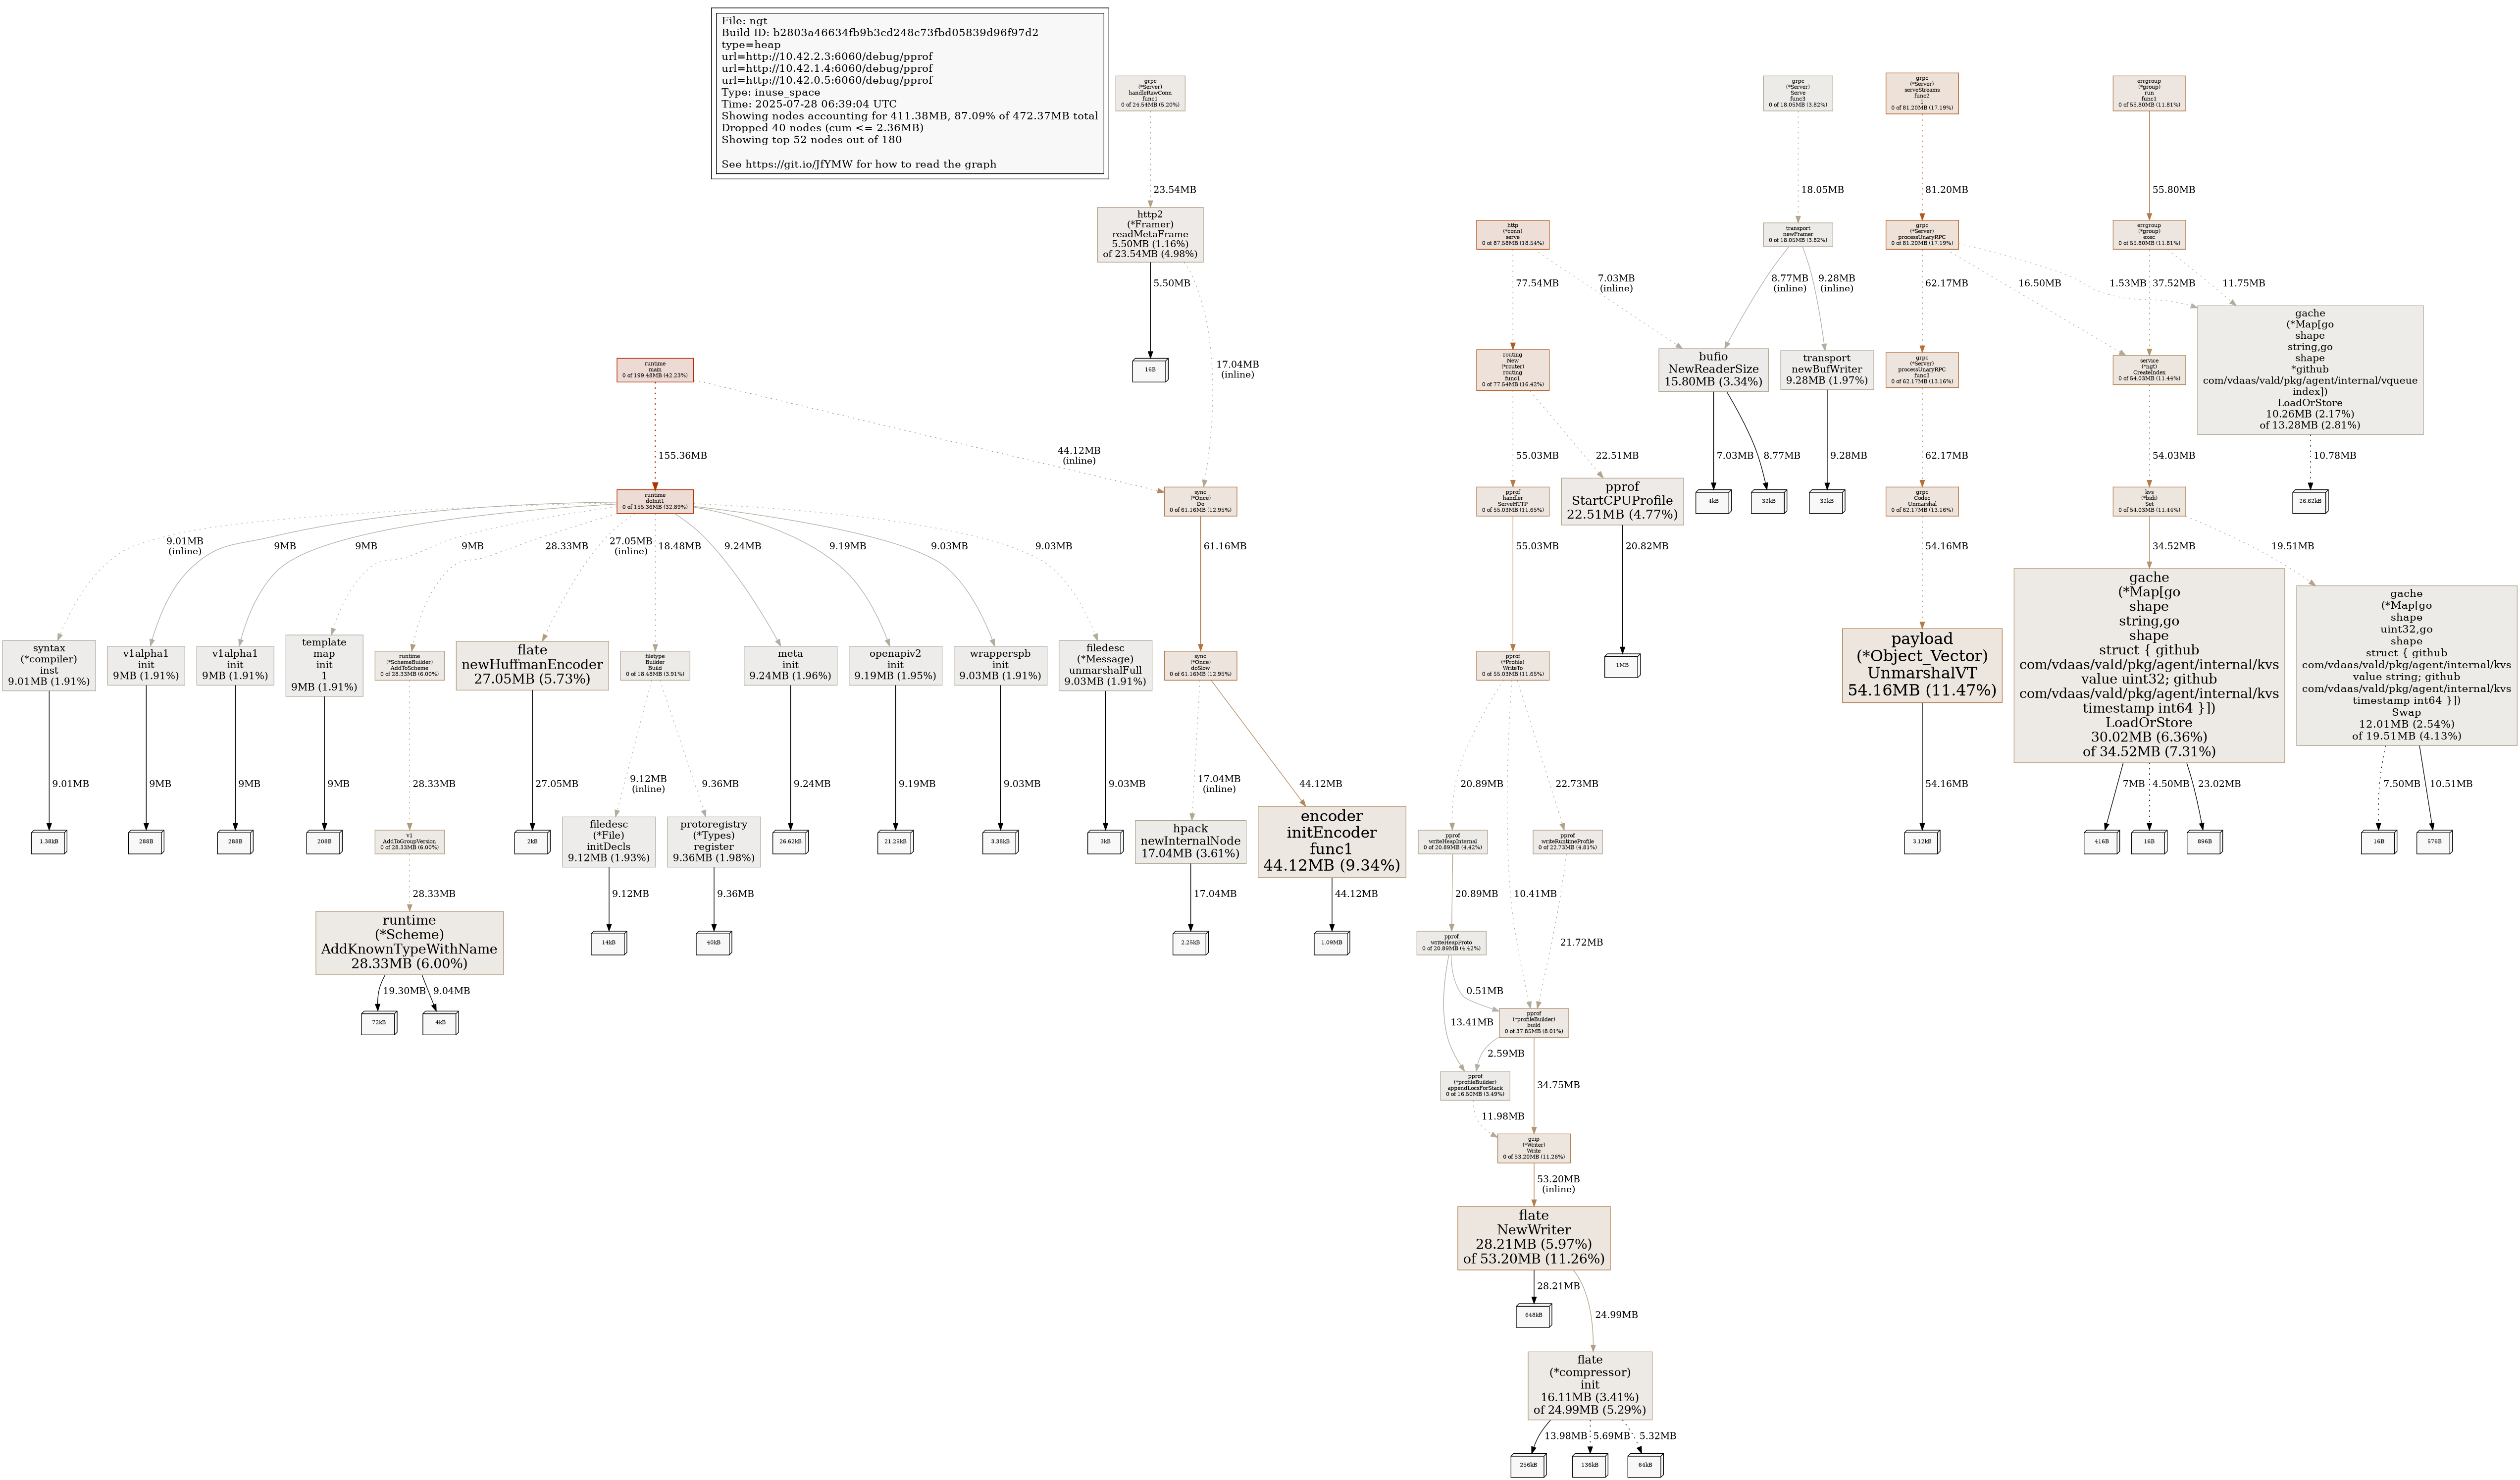 File: ngt
Build ID: b2803a46634fb9b3cd248c73fbd05839d96f97d2
type=heap
url=http://10.42.2.3:6060/debug/pprof
url=http://10.42.1.4:6060/debug/pprof
url=http://10.42.0.5:6060/debug/pprof
Type: inuse_space
Time: 2025-07-28 06:39:04 UTC
Showing nodes accounting for 411.38MB, 87.09% of 472.37MB total
Dropped 40 nodes (cum <= 2.36MB)
Showing top 52 nodes out of 180
See https://git.io/JfYMW for how to read the graph
grpc
(*Server)
handleRawConn
func1
0 of 24.54MB (5.20%)
grpc
(*Server)
Serve
func3
0 of 18.05MB (3.82%)
grpc
(*Server)
serveStreams
func2
1
0 of 81.20MB (17.19%)
errgroup
(*group)
run
func1
0 of 55.80MB (11.81%)
23.54MB
18.05MB
81.20MB
55.80MB
http2
(*Framer)
readMetaFrame
5.50MB (1.16%)
of 23.54MB (4.98%)
http
(*conn)
serve
0 of 87.58MB (18.54%)
transport
newFramer
0 of 18.05MB (3.82%)
grpc
(*Server)
processUnaryRPC
0 of 81.20MB (17.19%)
errgroup
(*group)
exec
0 of 55.80MB (11.81%)
5.50MB
77.54MB
7.03MB
(inline)
8.77MB
(inline)
9.28MB
(inline)
62.17MB
16.50MB
1.53MB
37.52MB
11.75MB
runtime
main
0 of 199.48MB (42.23%)
16B
17.04MB
(inline)
routing
New
(*router)
routing
func1
0 of 77.54MB (16.42%)
bufio
NewReaderSize
15.80MB (3.34%)
transport
newBufWriter
9.28MB (1.97%)
grpc
(*Server)
processUnaryRPC
func3
0 of 62.17MB (13.16%)
service
(*ngt)
CreateIndex
0 of 54.03MB (11.44%)
gache
(*Map[go
shape
string,go
shape
*github
com/vdaas/vald/pkg/agent/internal/vqueue
index])
LoadOrStore
10.26MB (2.17%)
of 13.28MB (2.81%)
155.36MB
44.12MB
(inline)
55.03MB
22.51MB
7.03MB
8.77MB
9.28MB
62.17MB
54.03MB
10.78MB
runtime
doInit1
0 of 155.36MB (32.89%)
sync
(*Once)
Do
0 of 61.16MB (12.95%)
pprof
handler
ServeHTTP
0 of 55.03MB (11.65%)
pprof
StartCPUProfile
22.51MB (4.77%)
4kB
32kB
32kB
grpc
Codec
Unmarshal
0 of 62.17MB (13.16%)
kvs
(*bidi)
Set
0 of 54.03MB (11.44%)
26.62kB
9.01MB
(inline)
9MB
9MB
9MB
28.33MB
27.05MB
(inline)
18.48MB
9.24MB
9.19MB
9.03MB
9.03MB
61.16MB
55.03MB
20.82MB
54.16MB
34.52MB
19.51MB
syntax
(*compiler)
inst
9.01MB (1.91%)
v1alpha1
init
9MB (1.91%)
v1alpha1
init
9MB (1.91%)
template
map
init
1
9MB (1.91%)
runtime
(*SchemeBuilder)
AddToScheme
0 of 28.33MB (6.00%)
flate
newHuffmanEncoder
27.05MB (5.73%)
filetype
Builder
Build
0 of 18.48MB (3.91%)
meta
init
9.24MB (1.96%)
openapiv2
init
9.19MB (1.95%)
wrapperspb
init
9.03MB (1.91%)
filedesc
(*Message)
unmarshalFull
9.03MB (1.91%)
sync
(*Once)
doSlow
0 of 61.16MB (12.95%)
pprof
(*Profile)
WriteTo
0 of 55.03MB (11.65%)
1MB
payload
(*Object_Vector)
UnmarshalVT
54.16MB (11.47%)
gache
(*Map[go
shape
string,go
shape
struct { github
com/vdaas/vald/pkg/agent/internal/kvs
value uint32; github
com/vdaas/vald/pkg/agent/internal/kvs
timestamp int64 }])
LoadOrStore
30.02MB (6.36%)
of 34.52MB (7.31%)
gache
(*Map[go
shape
uint32,go
shape
struct { github
com/vdaas/vald/pkg/agent/internal/kvs
value string; github
com/vdaas/vald/pkg/agent/internal/kvs
timestamp int64 }])
Swap
12.01MB (2.54%)
of 19.51MB (4.13%)
9.01MB
9MB
9MB
9MB
28.33MB
27.05MB
9.12MB
(inline)
9.36MB
9.24MB
9.19MB
9.03MB
9.03MB
17.04MB
(inline)
44.12MB
20.89MB
22.73MB
54.16MB
7MB
4.50MB
23.02MB
7.50MB
10.51MB
1.38kB
288B
288B
208B
v1
AddToGroupVersion
0 of 28.33MB (6.00%)
2kB
filedesc
(*File)
initDecls
9.12MB (1.93%)
protoregistry
(*Types)
register
9.36MB (1.98%)
26.62kB
21.25kB
3.38kB
3kB
hpack
newInternalNode
17.04MB (3.61%)
encoder
initEncoder
func1
44.12MB (9.34%)
pprof
writeHeapInternal
0 of 20.89MB (4.42%)
pprof
writeRuntimeProfile
0 of 22.73MB (4.81%)
3.12kB
416B
16B
896B
16B
576B
28.33MB
9.12MB
9.36MB
17.04MB
44.12MB
20.89MB
10.41MB
21.72MB
runtime
(*Scheme)
AddKnownTypeWithName
28.33MB (6.00%)
14kB
40kB
2.25kB
1.09MB
pprof
writeHeapProto
0 of 20.89MB (4.42%)
19.30MB
9.04MB
0.51MB
13.41MB
72kB
4kB
pprof
(*profileBuilder)
build
0 of 37.85MB (8.01%)
2.59MB
34.75MB
pprof
(*profileBuilder)
appendLocsForStack
0 of 16.50MB (3.49%)
11.98MB
gzip
(*Writer)
Write
0 of 53.20MB (11.26%)
53.20MB
(inline)
flate
NewWriter
28.21MB (5.97%)
of 53.20MB (11.26%)
28.21MB
24.99MB
648kB
flate
(*compressor)
init
16.11MB (3.41%)
of 24.99MB (5.29%)
13.98MB
5.69MB
5.32MB
256kB
136kB
64kB